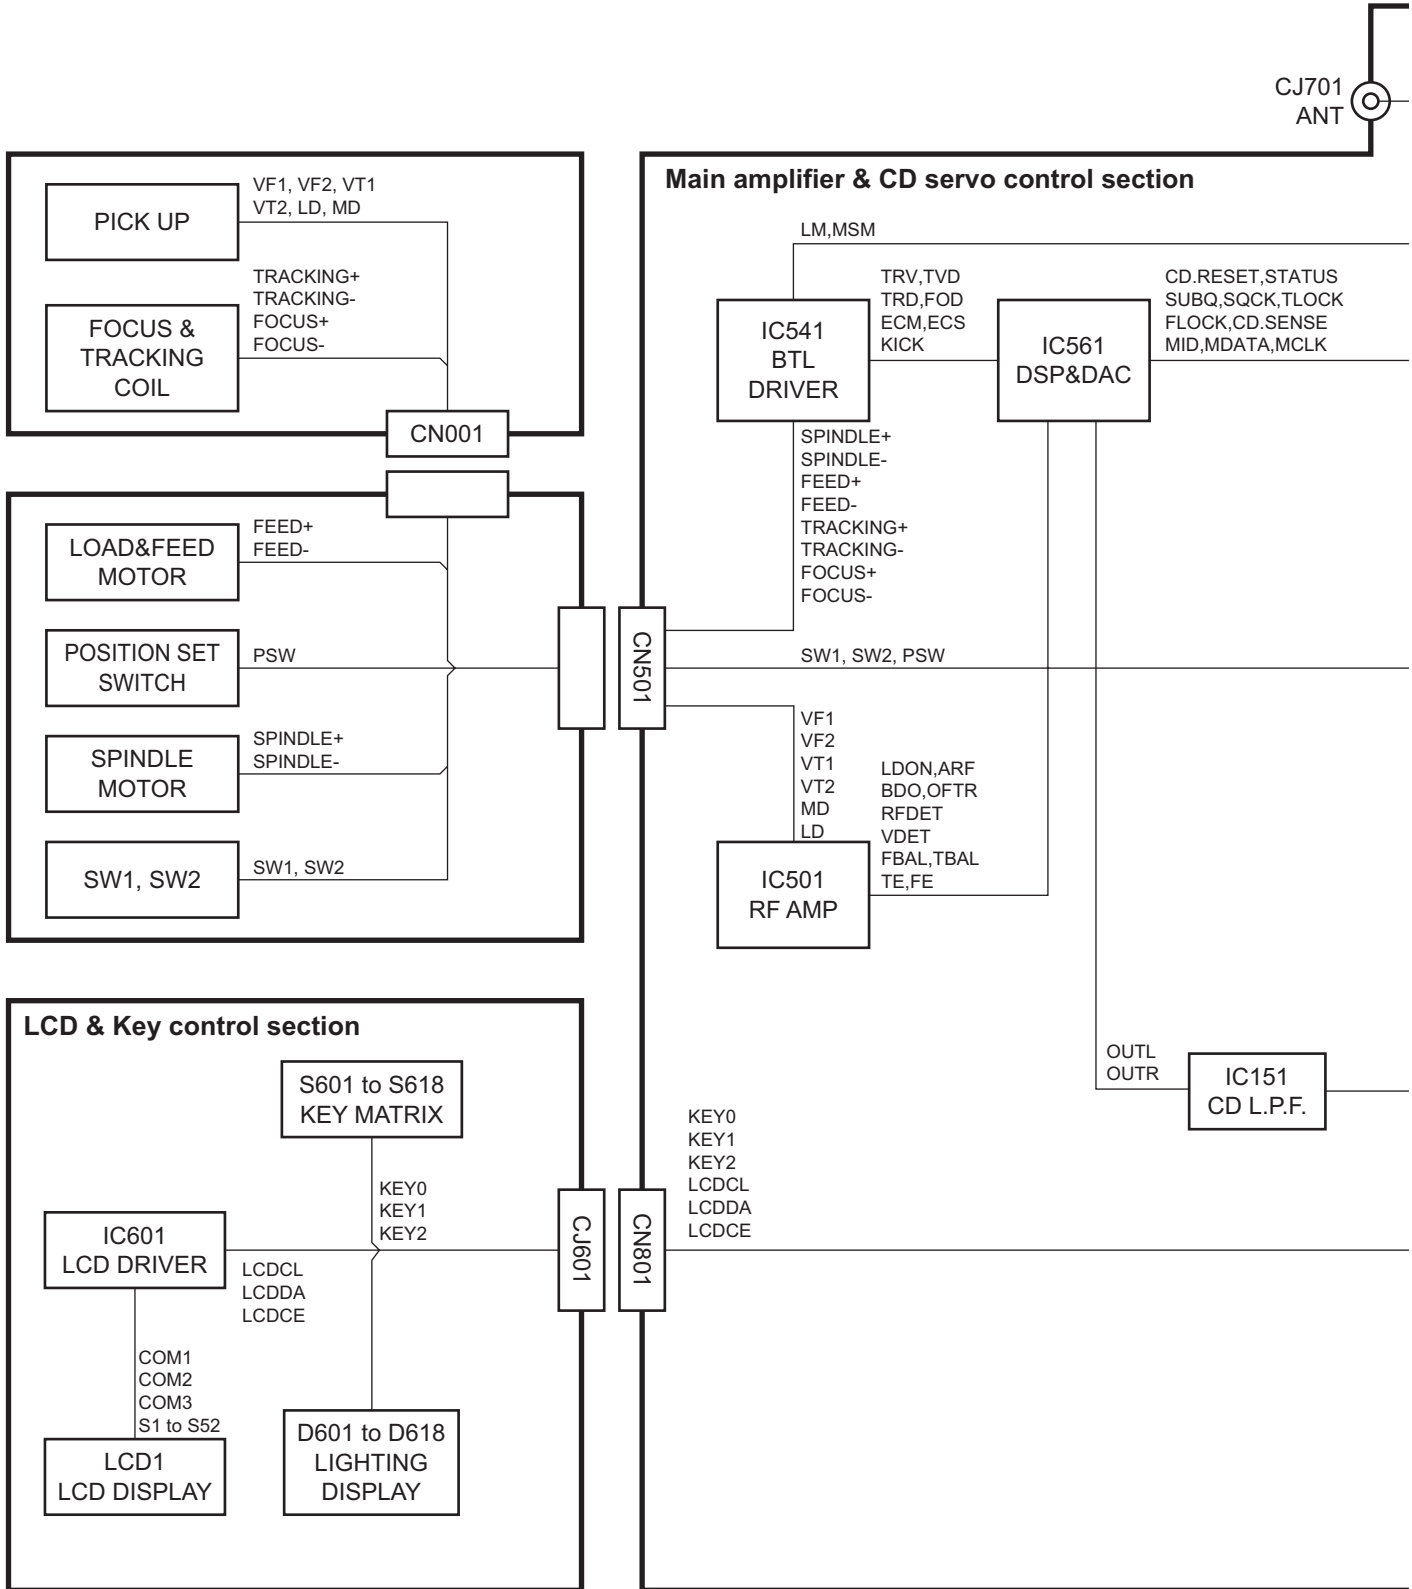 CJ701
ANT
PICK UP
VF1, VF2, VT1
VT2, LD, MD
FOCUS &
TRACKING
COIL
TRACKING+
TRACKING-
FOCUS+
FOCUS-
CN001
LOAD&FEED
MOTOR
FEED+
FEED-
POSITION SET
SWITCH
PSW
SPINDLE
MOTOR
SPINDLE+
SPINDLE-
SW1, SW2
SW1, SW2
Main amplifier & CD servo control section
LM,MSM
IC541
BTL
DRIVER
TRV,TVD
TRD,FOD
ECM,ECS
KICK
IC561
DSP&DAC
CD.RESET,STATUS
SUBQ,SQCK,TLOCK
FLOCK,CD.SENSE
MID,MDATA,MCLK
SPINDLE+
SPINDLE-
FEED+
FEED-
TRACKING+
TRACKING-
FOCUS+
FOCUS-
CN501
SW1, SW2, PSW
VF1
VF2
VT1
VT2
MD
LD
IC501
RF AMP
LDON,ARF
BDO,OFTR
RFDET
VDET
FBAL,TBAL
TE,FE
OUTL
OUTR
IC151
CD L.P.F.
LCD & Key control section
S601 to S618
KEY MATRIX
KEY0
KEY1
KEY2
IC601
LCD DRIVER
LCDCL
LCDDA
LCDCE
COM1
COM2
COM3
S1 to S52
LCD1
LCD DISPLAY
D601 to D618
LIGHTING
DISPLAY
CJ601
CN801
KEY0
KEY1
KEY2
LCDCL
LCDDA
LCDCE